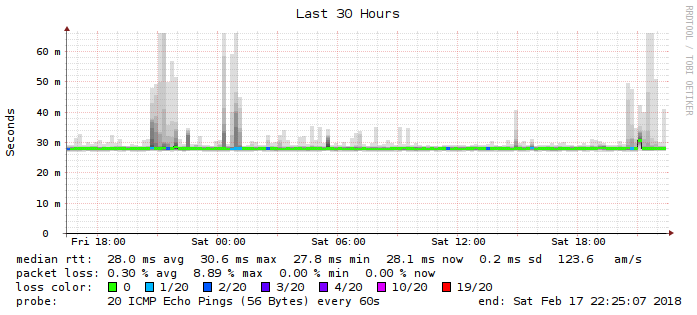 Last 30 Hours
RRDTOOL / TOBI OETIKER
Seconds
60 m
50 m
40 m
30 m
20 m
10 m
0
Fri 18:00 Sat 00:00 Sat 06:00 Sat 12:00 Sat 18:00
median rtt: 28.0 ms avg 30.6 ms max 27.8 ms min 28.1 ms now 0.2 ms sd 123.6 am/s
packet loss: 0.30 % avg 8.89 % max 0.00 % min 0.00 % now
loss color: 0 1/20 2/20 3/20 4/20 10/20 19/20
probe: 20 ICMP Echo Pings (56 Bytes) every 60s end: Sat Feb 17 22:25:07 2018